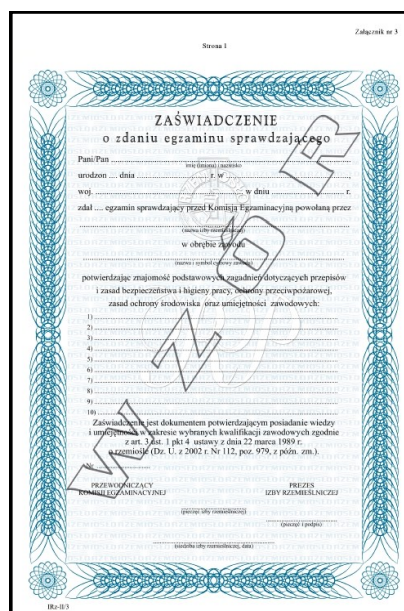 Załącznik nr 3
Strona 1
ZAŚWIADCZENIE
o zdaniu egzaminu sprawdzającego
Pani/Pan
imię (imiona) i nazwisko
urodzon .... dnia r. w
woj. w dniu r.
zdał .... egzamin sprawdzający przed Komisją Egzaminacyjną powołaną przez
(nazwa izby rzemieślniczej)
w obrębie zawodu
(nazwa i symbol cyfrowy zawodu)
potwierdzając znajomość podstawowych zagadnień dotyczących przepisów
i zasad bezpieczeństwa i higieny pracy, ochrony przeciwpożarowej,
zasad ochrony środowiska oraz umiejętności zawodowych:
1)
2)
3)
4)
5)
6)
7)
8)
9)
10)
Zaświadczenie jest dokumentem potwierdzającym posiadanie wiedzy
i umiejętności w zakresie wybranych kwalifikacji zawodowych zgodnie
z art. 3 ust. 1 pkt 4 ustawy z dnia 22 marca 1989 r.
o rzemiośle (Dz. U. z 2002 r. Nr 112, poz. 979, z późn. zm.).
Nr
PRZEWODNICZĄCY PREZES
KOMISJI EGZAMINACYJNEJ IZBY RZEMIEŚLNICZEJ
(pieczęć izby rzemieślniczej)
(pieczęć i podpis)
(siedziba izby rzemieślniczej, data)
IRz-II/3
WZÓR